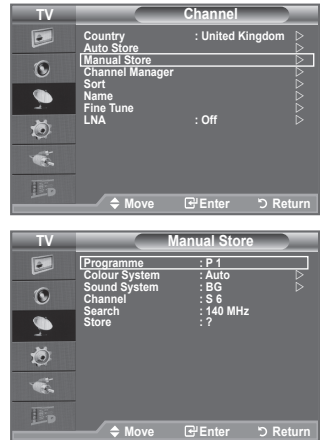 TV Channel
Country : United Kingdom
Auto Store
Manual Store
Channel Manager
Sort
Name
Fine Tune
LNA : Off
Move Enter Return
TV Manual Store
Programme : P 1
Colour System : Auto
Sound System : BG
Channel : S 6
Search : 140 MHz
Store : ?
Move Enter Return